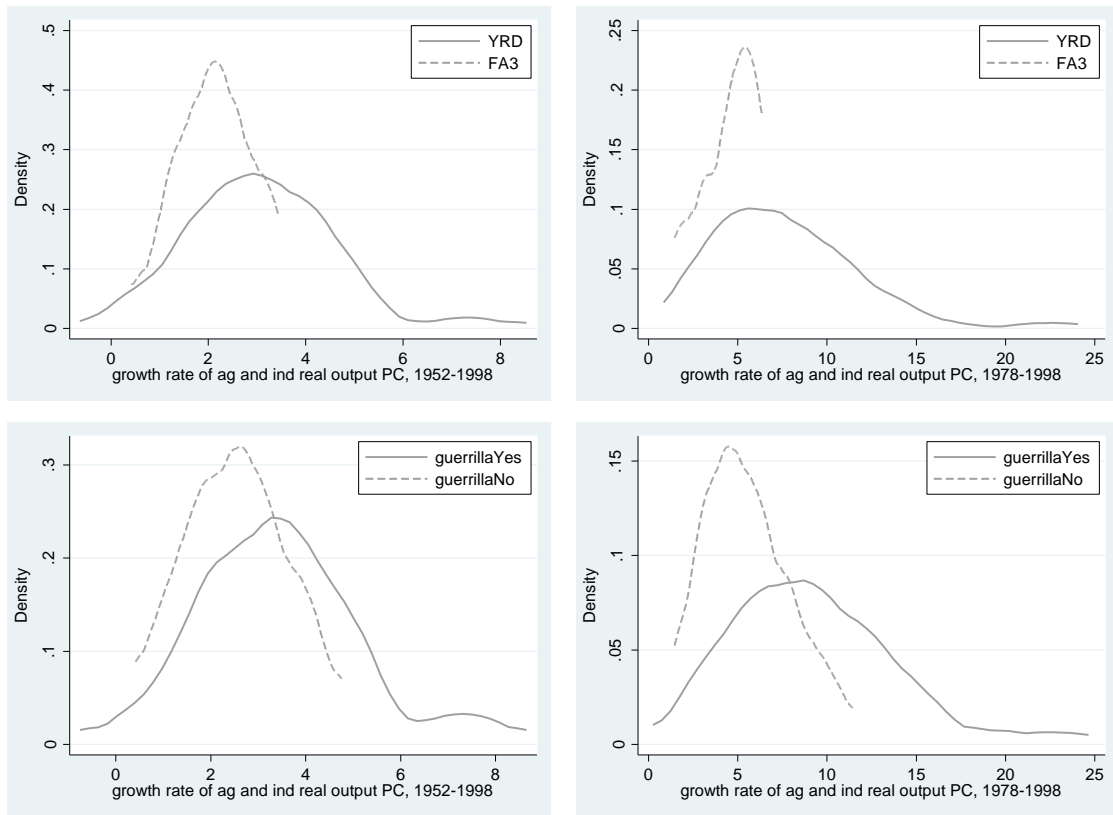 YRD
FA3
Density
.5
.4
.3
.2
.1
0
0 2 4 6 8
growth rate of ag and ind real output PC, 1952-1998
YRD
FA3
Density
.25
.2
.15
.1
.05
0
0 5 10 15 20 25
growth rate of ag and ind real output PC, 1978-1998
guerrillaYes
guerrillaNo
Density
.3
.2
.1
0
0 2 4 6 8
growth rate of ag and ind real output PC, 1952-1998
guerrillaYes
guerrillaNo
Density
.15
.1
.05
0
0 5 10 15 20 25
growth rate of ag and ind real output PC, 1978-1998